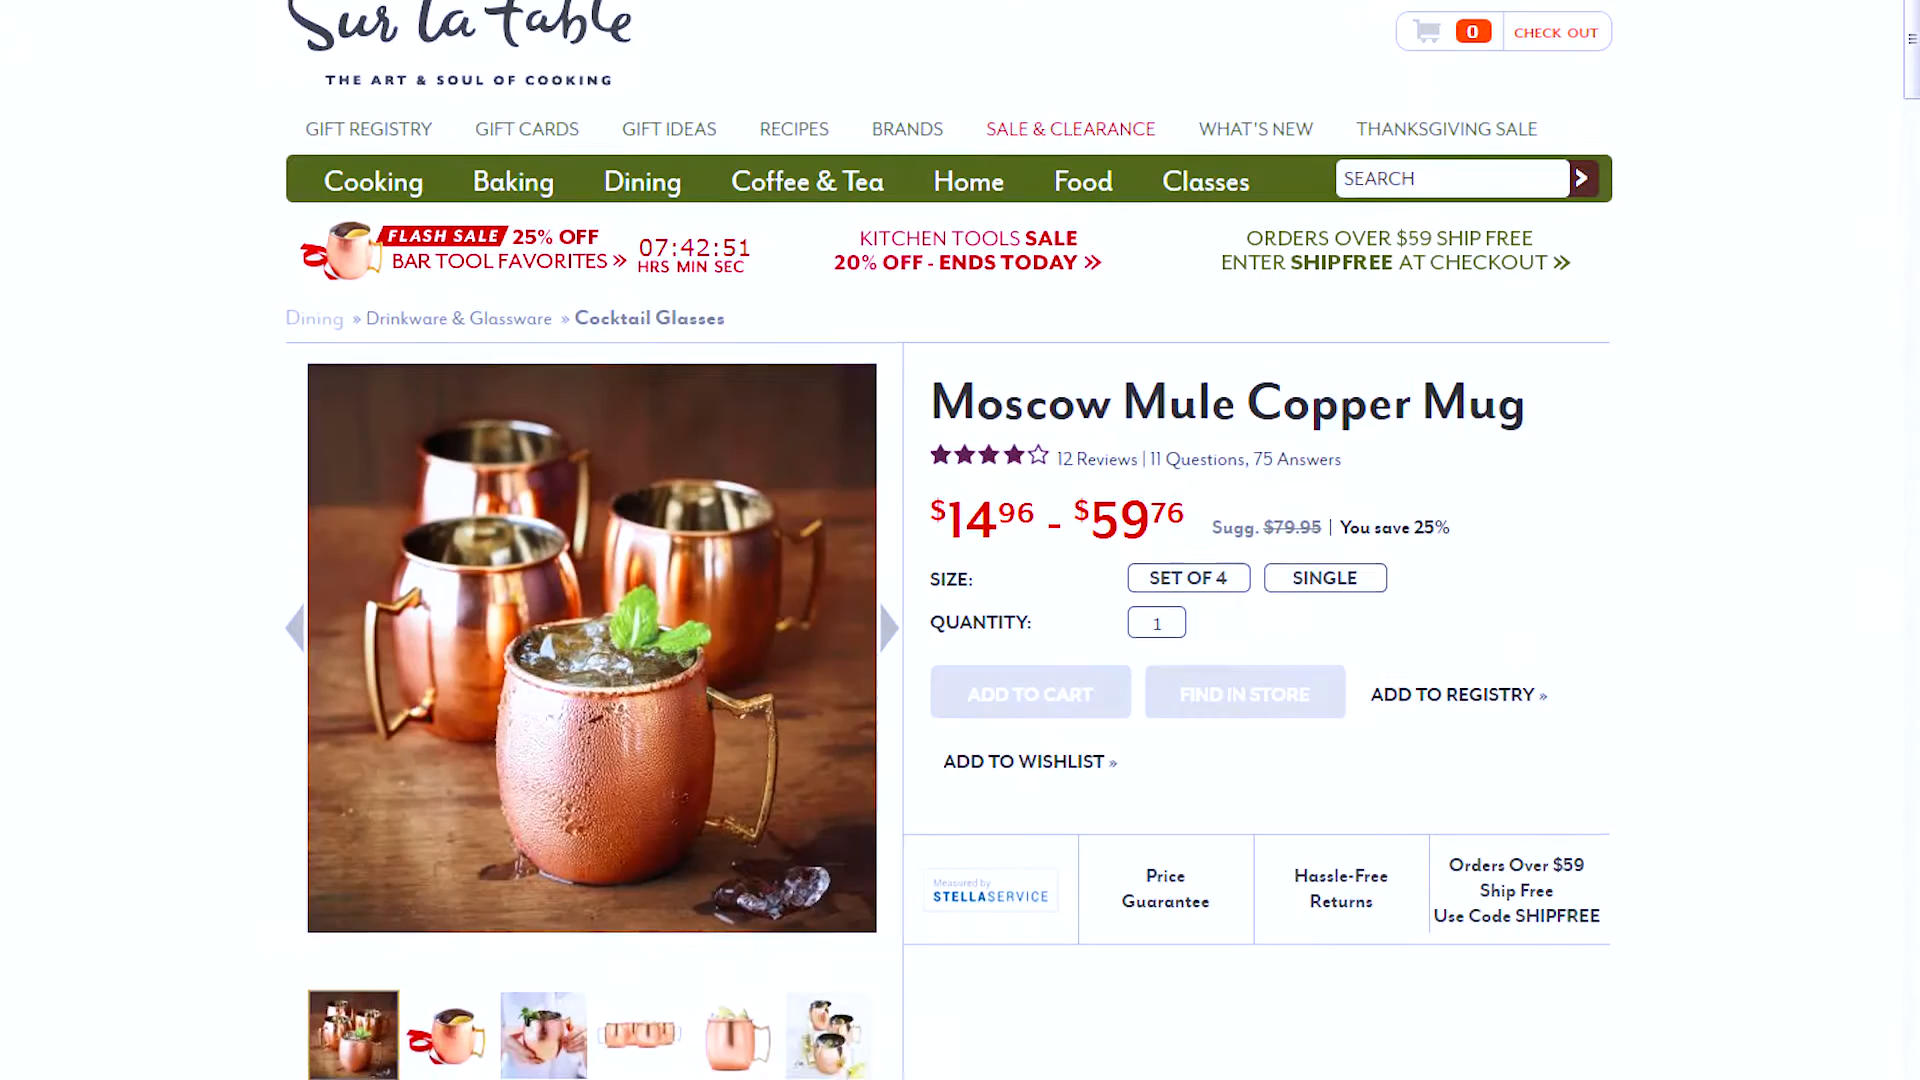 Sur la table
THE ART & SOUL OF COOKING
0
CHECK OUT
GIFT REGISTRY
GIFT CARDS
GIFT IDEAS
RECIPES
BRANDS
SALE & CLEARANCE
WHAT'S NEW
THANKSGIVING SALE
Cooking
Baking
Dining
Coffee & Tea
Home
Food
Classes
SEARCH
FLASH SALE 25% OFF
BAR TOOL FAVORITES »
07:42:51
HRS MIN SEC
KITCHEN TOOLS SALE
20% OFF - ENDS TODAY »
ORDERS OVER $59 SHIP FREE
ENTER SHIPFREE AT CHECKOUT »
Dining » Drinkware & Glassware » Cocktail Glasses
Moscow Mule Copper Mug
12 Reviews | 11 Questions, 75 Answers
$14.96 - $59.76 Sugg. $79.95 | You save 25%
SIZE: SET OF 4 SINGLE
QUANTITY: 1
ADD TO CART
FIND IN STORE
ADD TO REGISTRY »
ADD TO WISHLIST »
Measured by
STELLASERVICE
Price
Guarantee
Hassle-Free
Returns
Orders Over $59
Ship Free
Use Code SHIPFREE